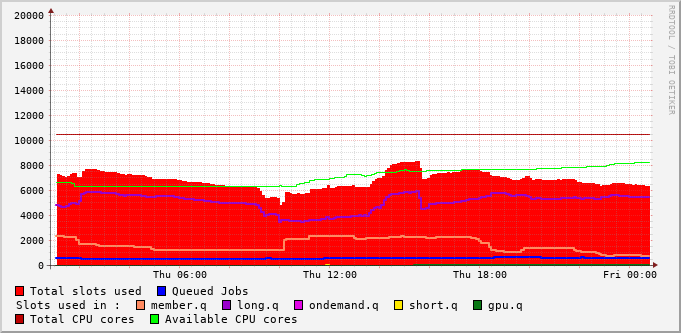 20000
18000
16000
14000
12000
10000
8000
6000
4000
2000
0
Thu 06:00 Thu 12:00 Thu 18:00 Fri 00:00
RRDTOOL / TOBI OETIKER
Total slots used Queued Jobs
Slots used in : member.q long.q ondemand.q short.q gpu.q
Total CPU cores Available CPU cores